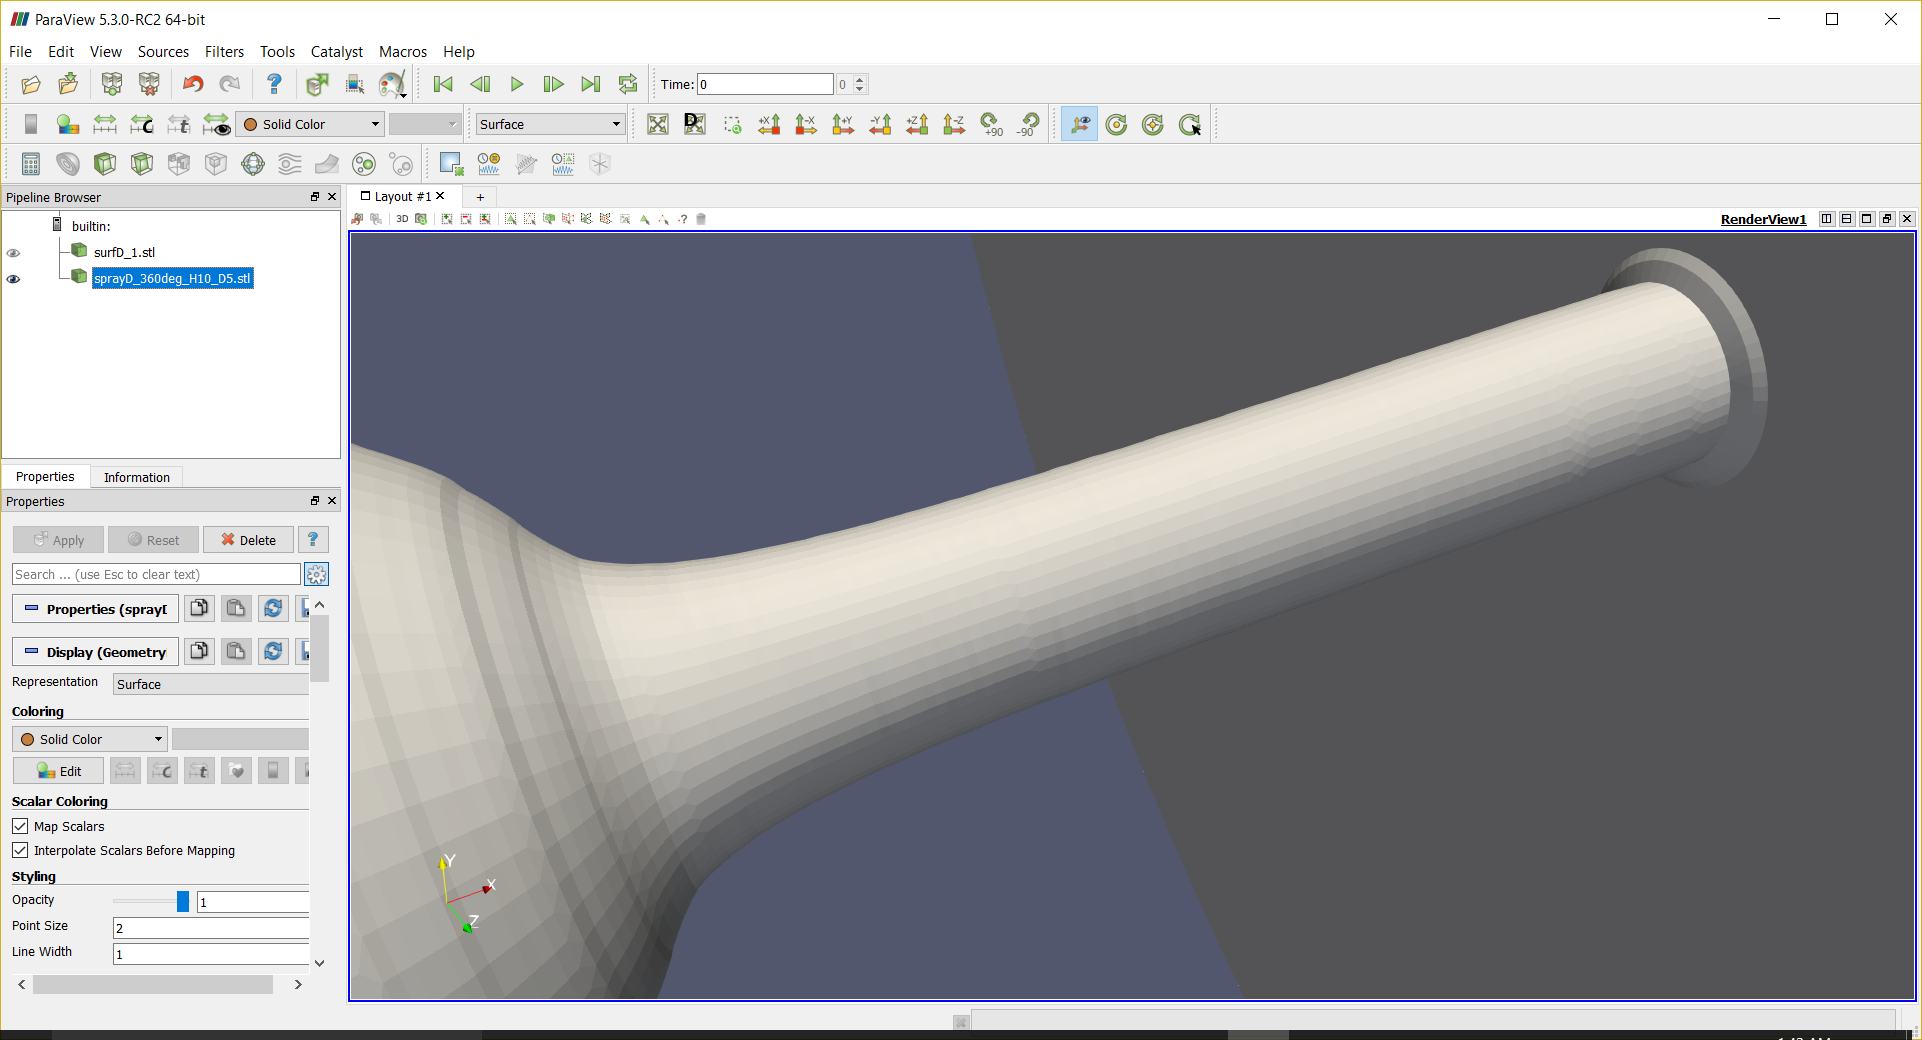 ParaView 5.3.0-RC2 64-bit
File Edit View Sources Filters Tools Catalyst Macros Help
? Time: 0 0
C t Solid Color Surface D +X -X +Y -Y +Z -Z +90 -90
Pipeline Browser
Layout #1 +
3D ? RenderView1
builtin:
surfD_1.stl
sprayD_360deg_H10_D5.stl
Properties Information
Properties
Apply Reset Delete ?
Search ... (use Esc to clear text)
Properties (spray
Display (Geometry
Representation Surface
Coloring
Solid Color
Edit C t
Scalar Coloring
Map Scalars
Interpolate Scalars Before Mapping
Styling
Opacity 1
Point Size 2
Line Width 1
Y
X
Z